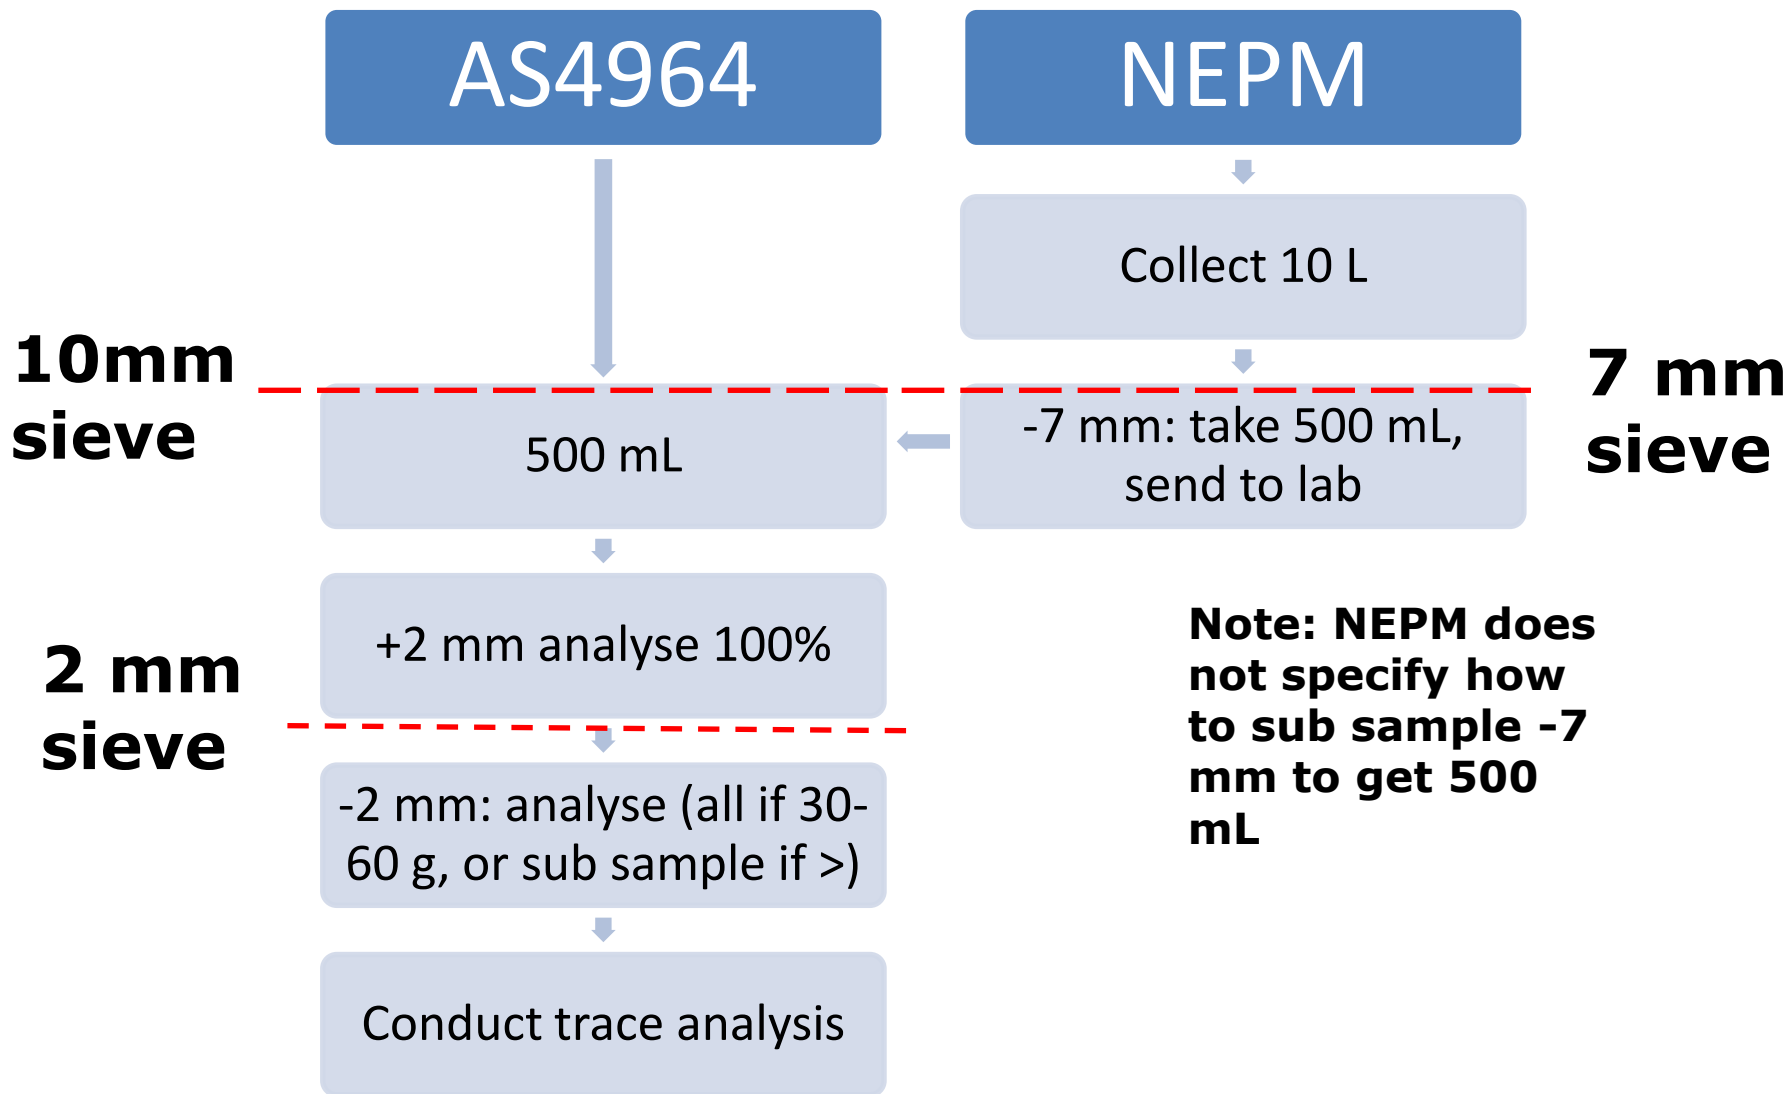 AS4964
NEPM
Collect 10 L
10mm
sieve
7 mm
sieve
500 mL
-7 mm: take 500 mL,
send to lab
+2 mm analyse 100%
2 mm
sieve
Note: NEPM does
not specify how
to sub sample -7
mm to get 500
mL
-2 mm: analyse (all if 30-
60 g, or sub sample if >)
Conduct trace analysis